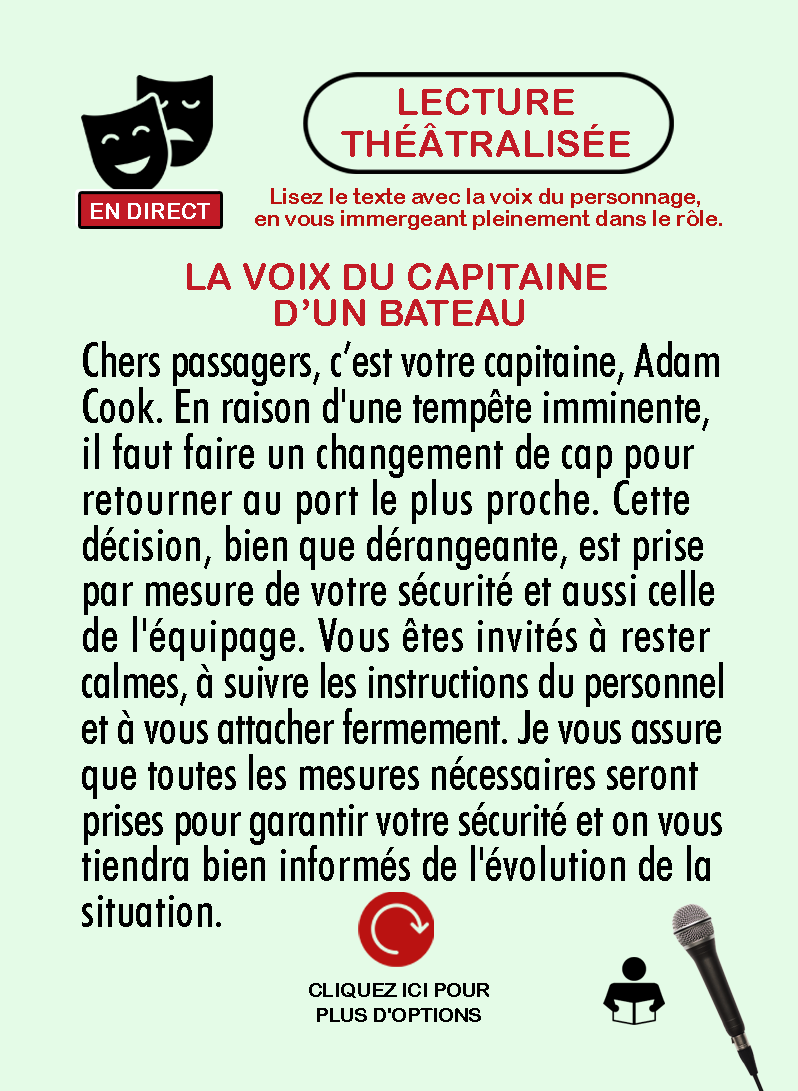 LECTURE
THÉÂTRALISÉE
EN DIRECT
Lisez le texte avec la voix du personnage,
en vous immergeant pleinement dans le rôle.
LA VOIX DU CAPITAINE
D’UN BATEAU
Chers passagers, c’est votre capitaine, Adam
Cook. En raison d'une tempête imminente,
il faut faire un changement de cap pour
retourner au port le plus proche. Cette
décision, bien que dérangeante, est prise
par mesure de votre sécurité et aussi celle
de l'équipage. Vous êtes invités à rester
calmes, à suivre les instructions du personnel
et à vous attacher fermement. Je vous assure
que toutes les mesures nécessaires seront
prises pour garantir votre sécurité et on vous
tiendra bien informés de l'évolution de la
situation.
CLIQUEZ ICI POUR
PLUS D'OPTIONS